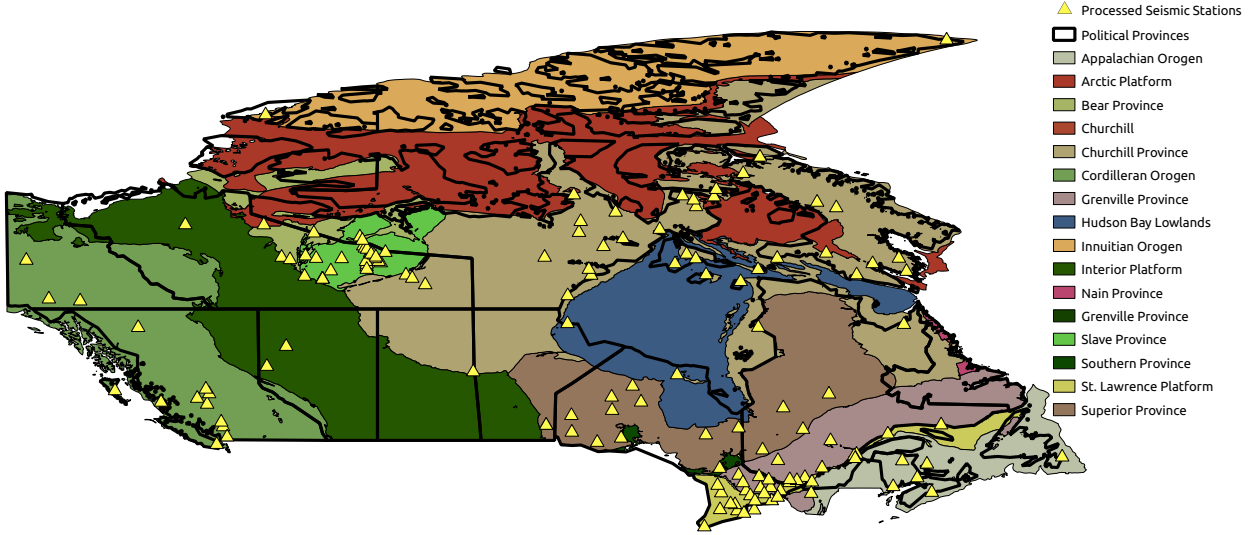 Processed Seismic Stations
Political Provinces
Appalachian Orogen
Arctic Platform
Bear Province
Churchill
Churchill Province
Cordilleran Orogen
Grenville Province
Hudson Bay Lowlands
Innuitian Orogen
Interior Platform
Nain Province
Grenville Province
Slave Province
Southern Province
St. Lawrence Platform
Superior Province